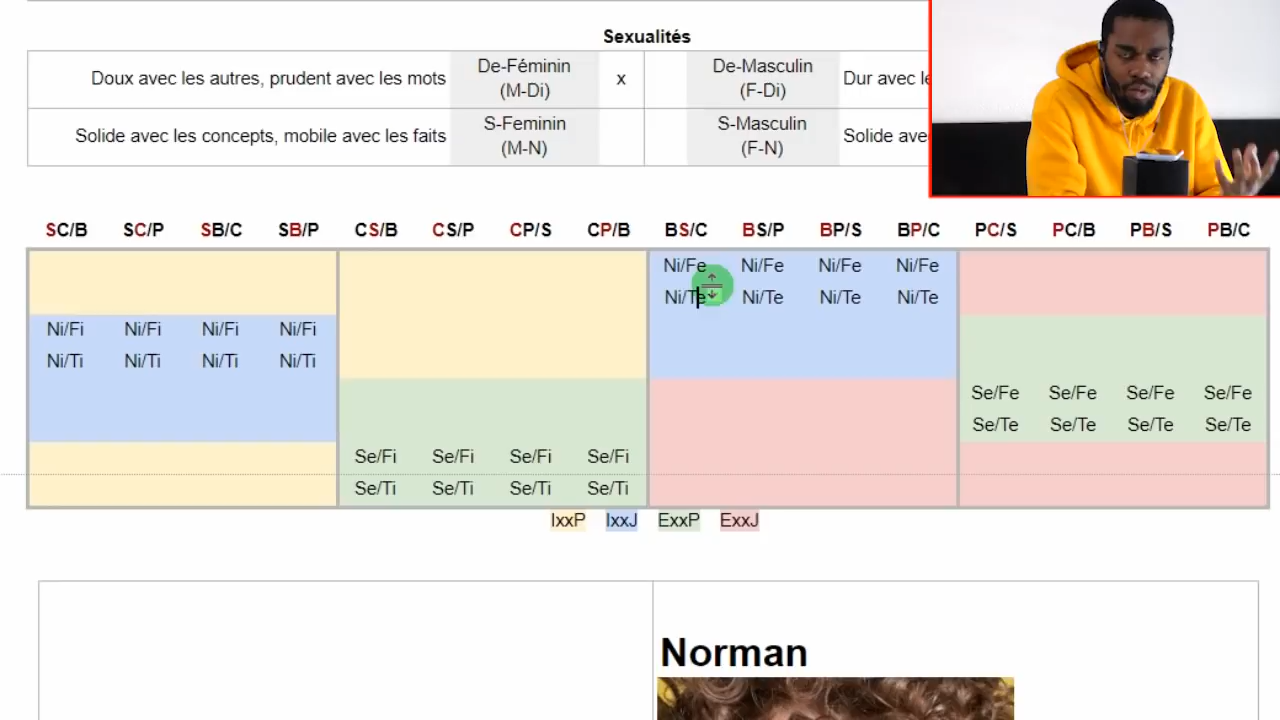 Sexualités
Doux avec les autres, prudent avec les mots De-Féminin (M-Di) x De-Masculin (F-Di) Dur avec
Solide avec les concepts, mobile avec les faits S-Feminin (M-N) S-Masculin (F-N) Solide
SC/B SC/P SB/C SB/P CS/B CS/P CP/S CP/B BS/C BS/P BP/S BP/C PC/S PC/B PB/S PB/C
Ni/Fe Ni/Fe Ni/Fe Ni/Fe
Ni/Te Ni/Te Ni/Te Ni/Te
Ni/Fi Ni/Fi Ni/Fi Ni/Fi
Ni/Ti Ni/Ti Ni/Ti Ni/Ti
Se/Fe Se/Fe Se/Fe Se/Fe
Se/Te Se/Te Se/Te Se/Te
Se/Fi Se/Fi Se/Fi Se/Fi
Se/Ti Se/Ti Se/Ti Se/Ti
IxxP IxxJ ExxP ExxJ
Norman